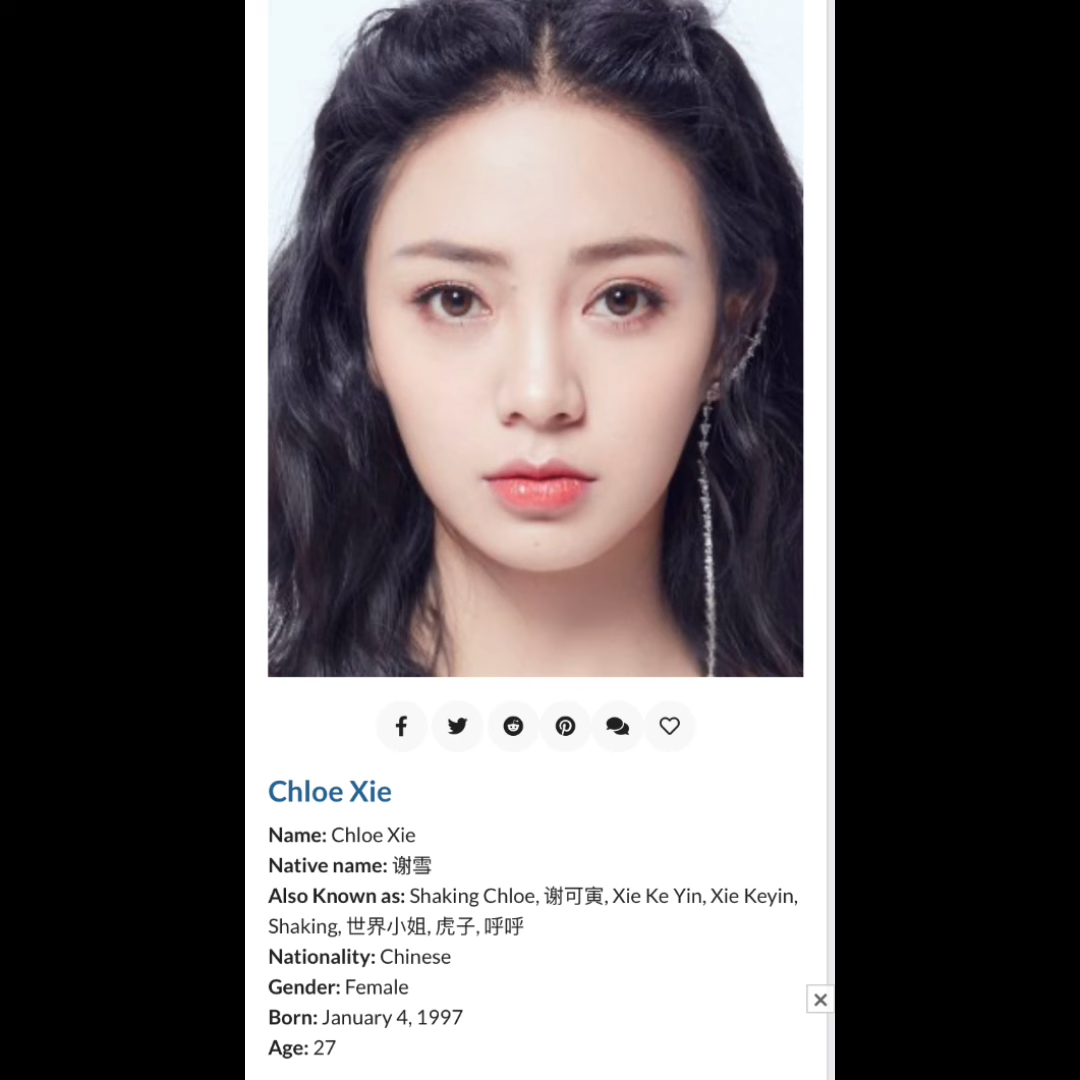 Chloe Xie
Name: Chloe Xie
Native name: 谢雪
Also Known as: Shaking Chloe, 谢可寅, Xie Ke Yin, Xie Keyin,
Shaking, 世界小姐, 虎子, 呼呼
Nationality: Chinese
Gender: Female
Born: January 4, 1997
Age: 27